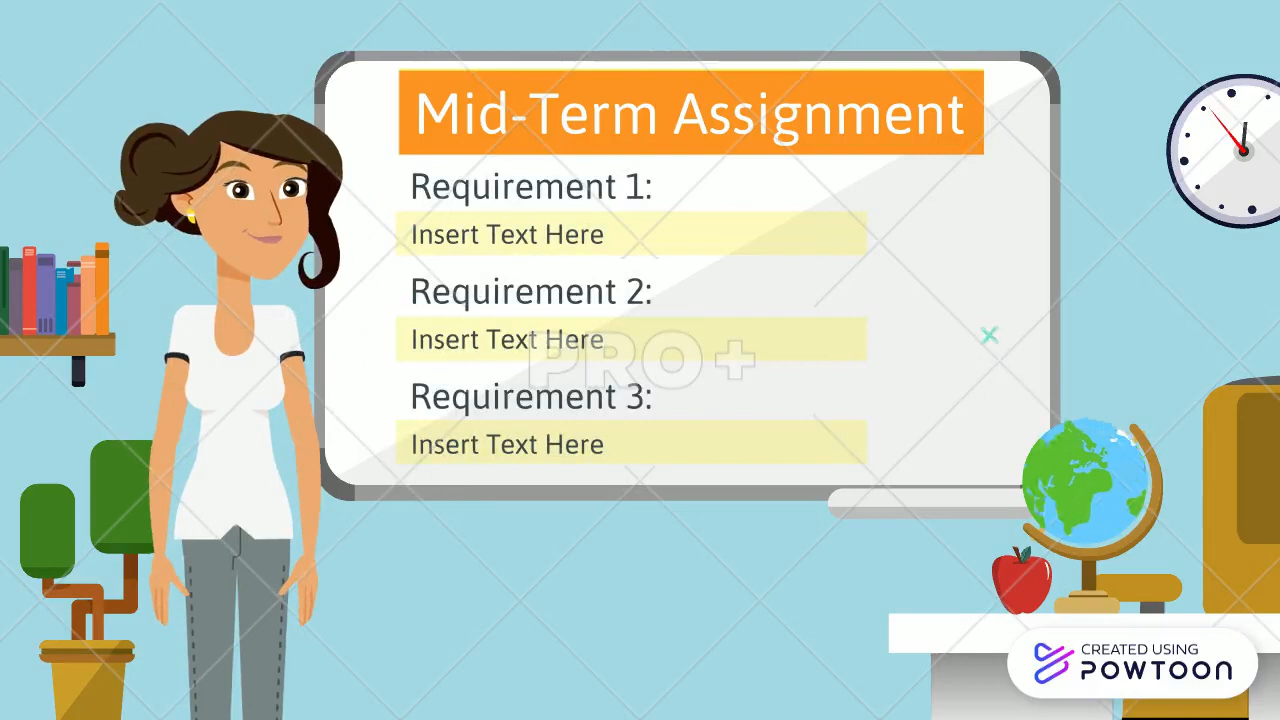 Mid-Term Assignment
Requirement 1:
Insert Text Here
Requirement 2:
Insert Text Here
PRO+
Requirement 3:
Insert Text Here
CREATED USING
POWTOON